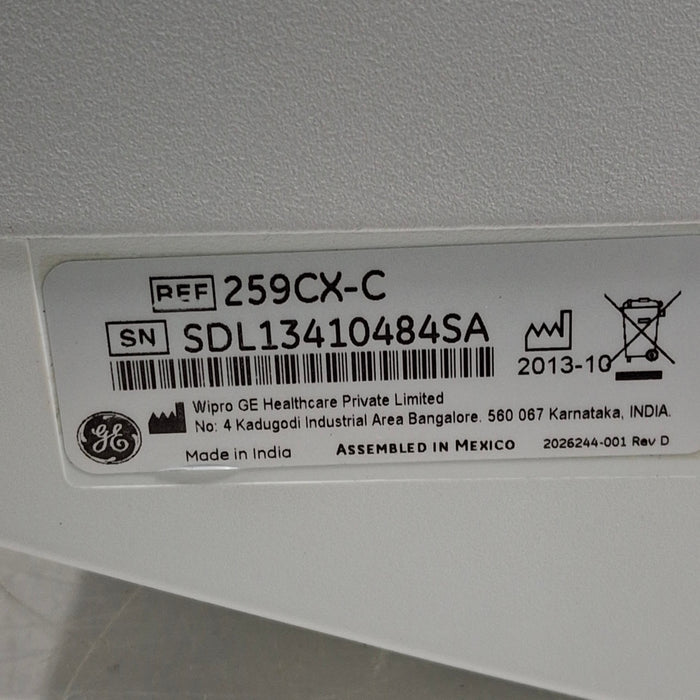 REF 259CX-C
SN SDL13410484SA
2013-10
Wipro GE Healthcare Private Limited
No: 4 Kadugodi Industrial Area Bangalore. 560 067 Karnataka, INDIA.
GE
Made in India
ASSEMBLED IN MEXICO
2026244-001 Rev D